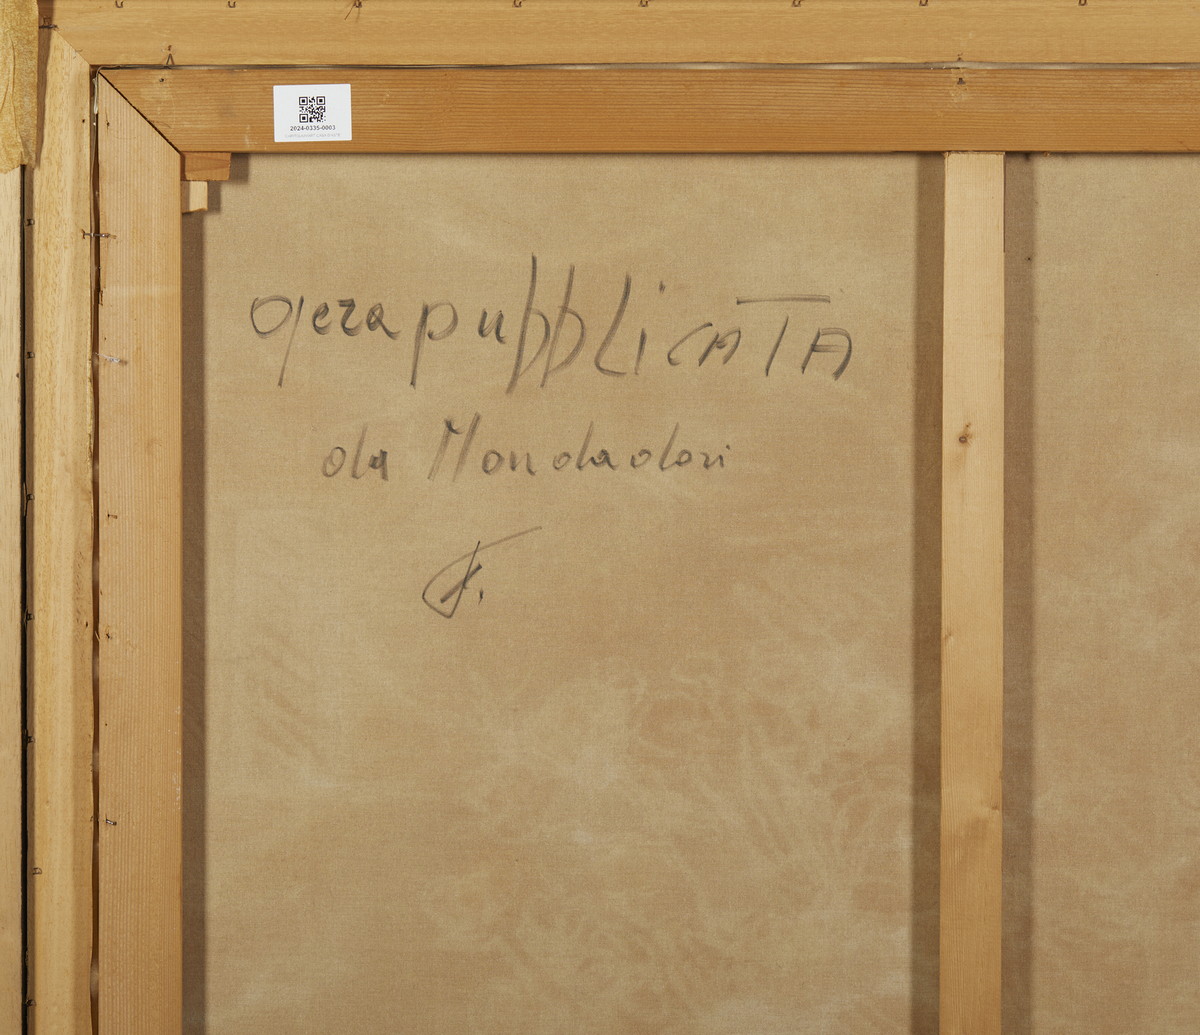 2024-0335-0003
opera pubblicATA
da Mondadori
F.